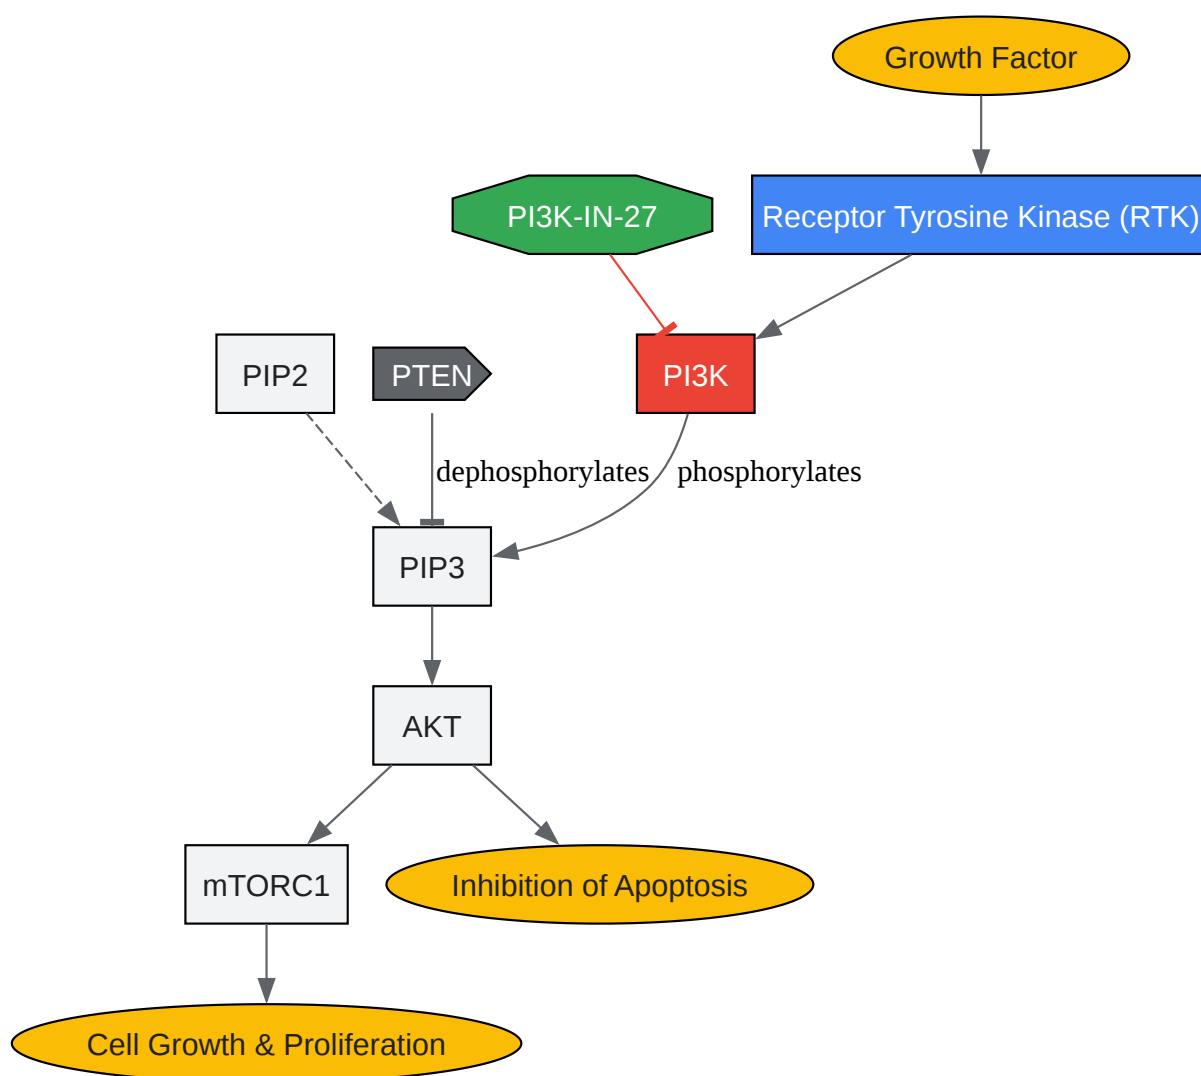 Growth Factor
PI3K-IN-27
Receptor Tyrosine Kinase (RTK)
PIP2
PTEN
PI3K
dephosphorylates
phosphorylates
PIP3
AKT
mTORC1
Inhibition of Apoptosis
Cell Growth & Proliferation